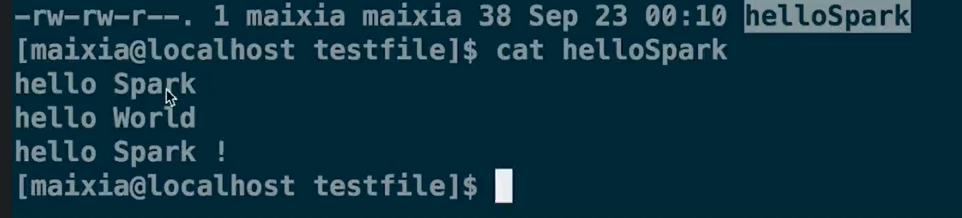 -rw-rw-r--. 1 maixia maixia 38 Sep 23 00:10 helloSpark
[maixia@localhost testfile]$ cat helloSpark
hello Spark
hello World
hello Spark !
[maixia@localhost testfile]$